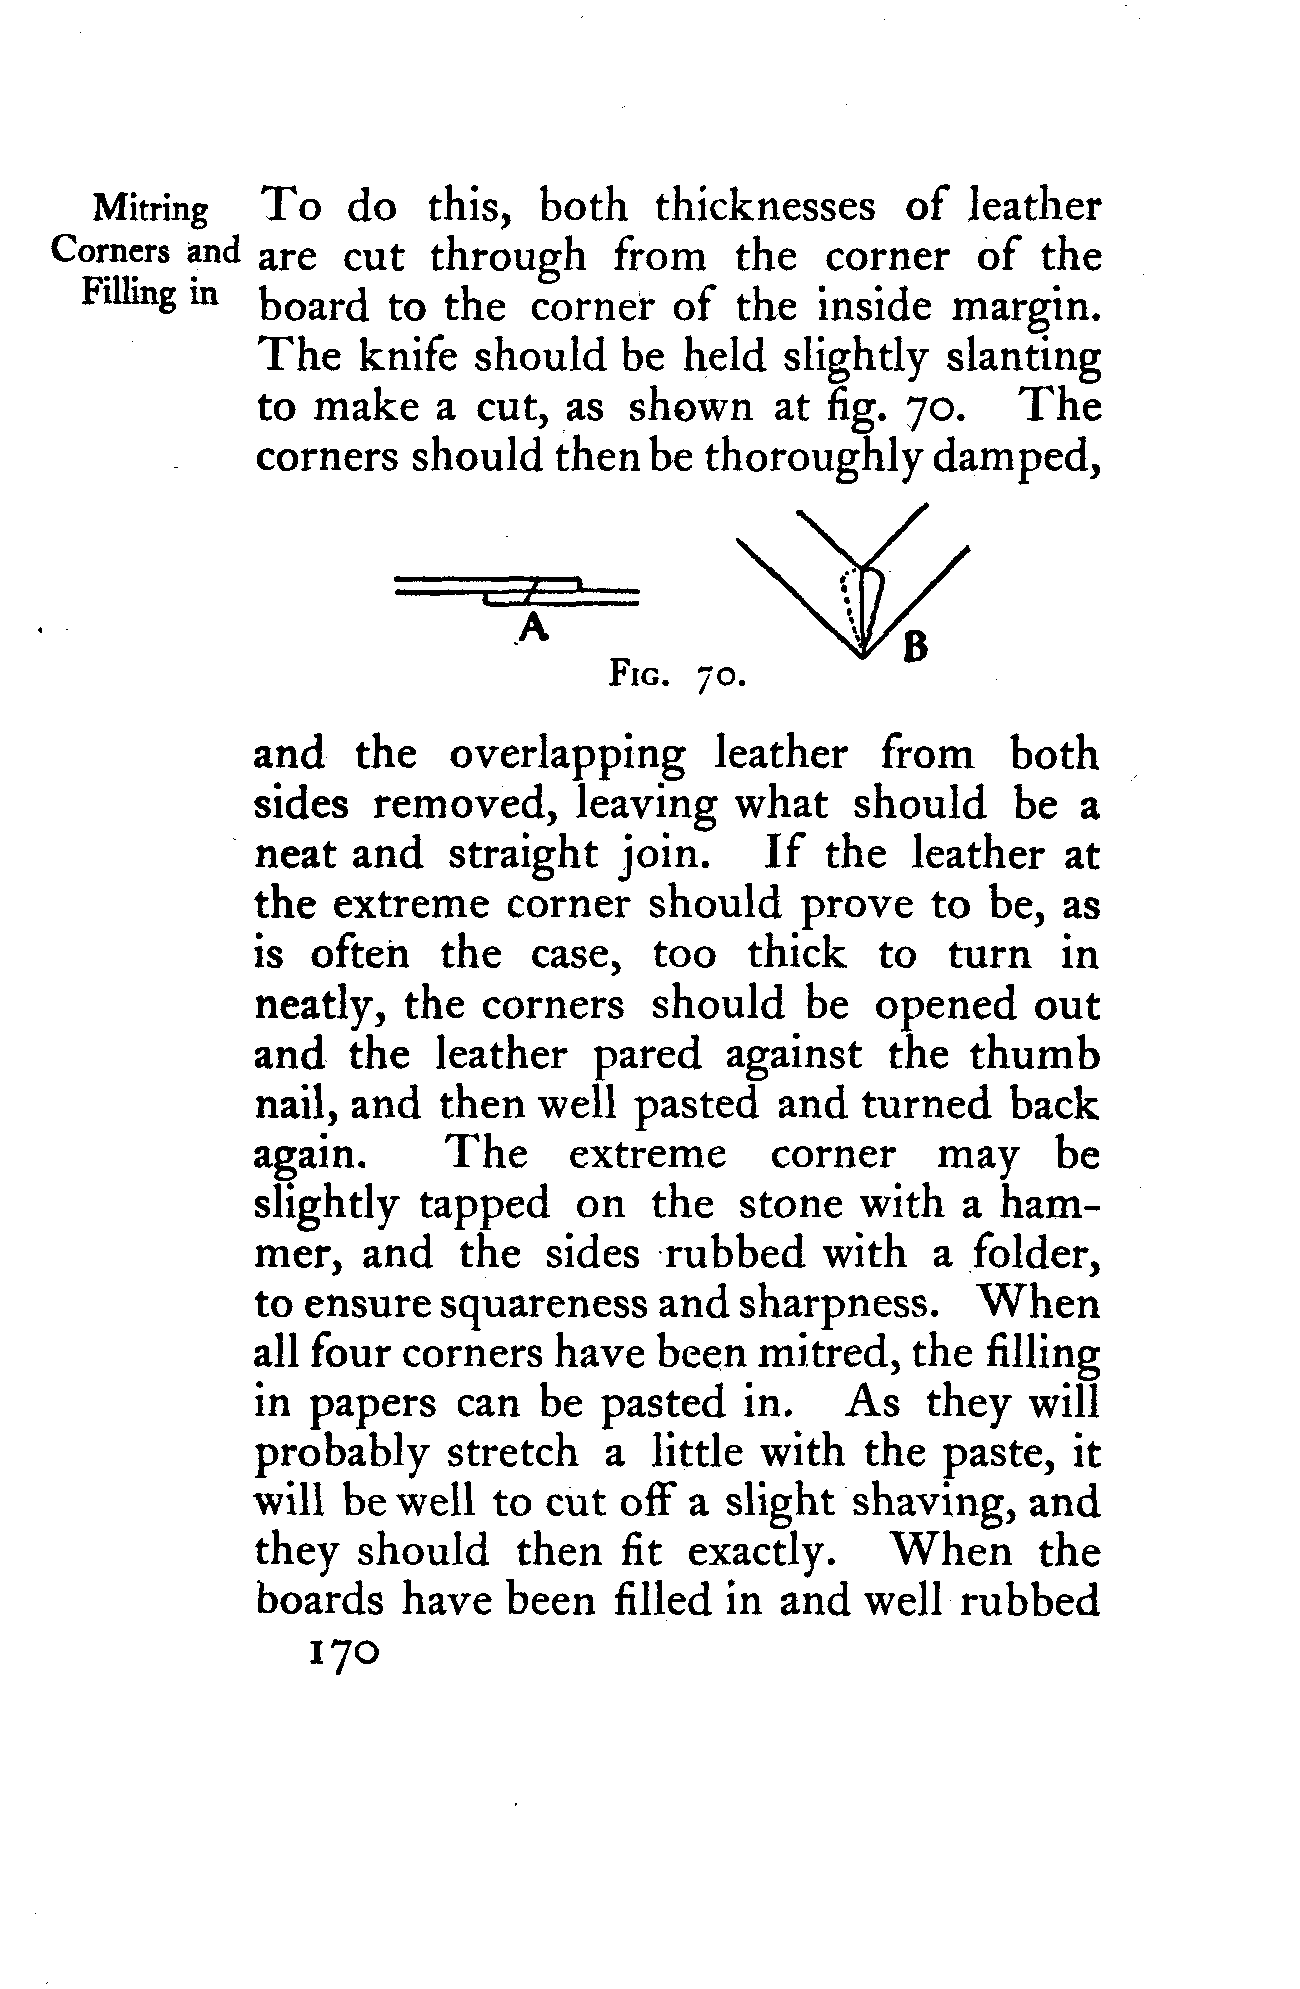 Mitring
Corners and
Filling in
To do this, both thicknesses of leather
are cut through from the corner of the
board to the corner of the inside margin.
The knife should be held slightly slanting
to make a cut, as shown at fig. 70. The
corners should then be thoroughly damped,
A
B
Fig. 70.
and the overlapping leather from both
sides removed, leaving what should be a
neat and straight join. If the leather at
the extreme corner should prove to be, as
is often the case, too thick to turn in
neatly, the corners should be opened out
and the leather pared against the thumb
nail, and then well pasted and turned back
again. The extreme corner may be
slightly tapped on the stone with a ham-
mer, and the sides rubbed with a folder,
to ensure squareness and sharpness. When
all four corners have been mitred, the filling
in papers can be pasted in. As they will
probably stretch a little with the paste, it
will be well to cut off a slight shaving, and
they should then fit exactly. When the
boards have been filled in and well rubbed
170